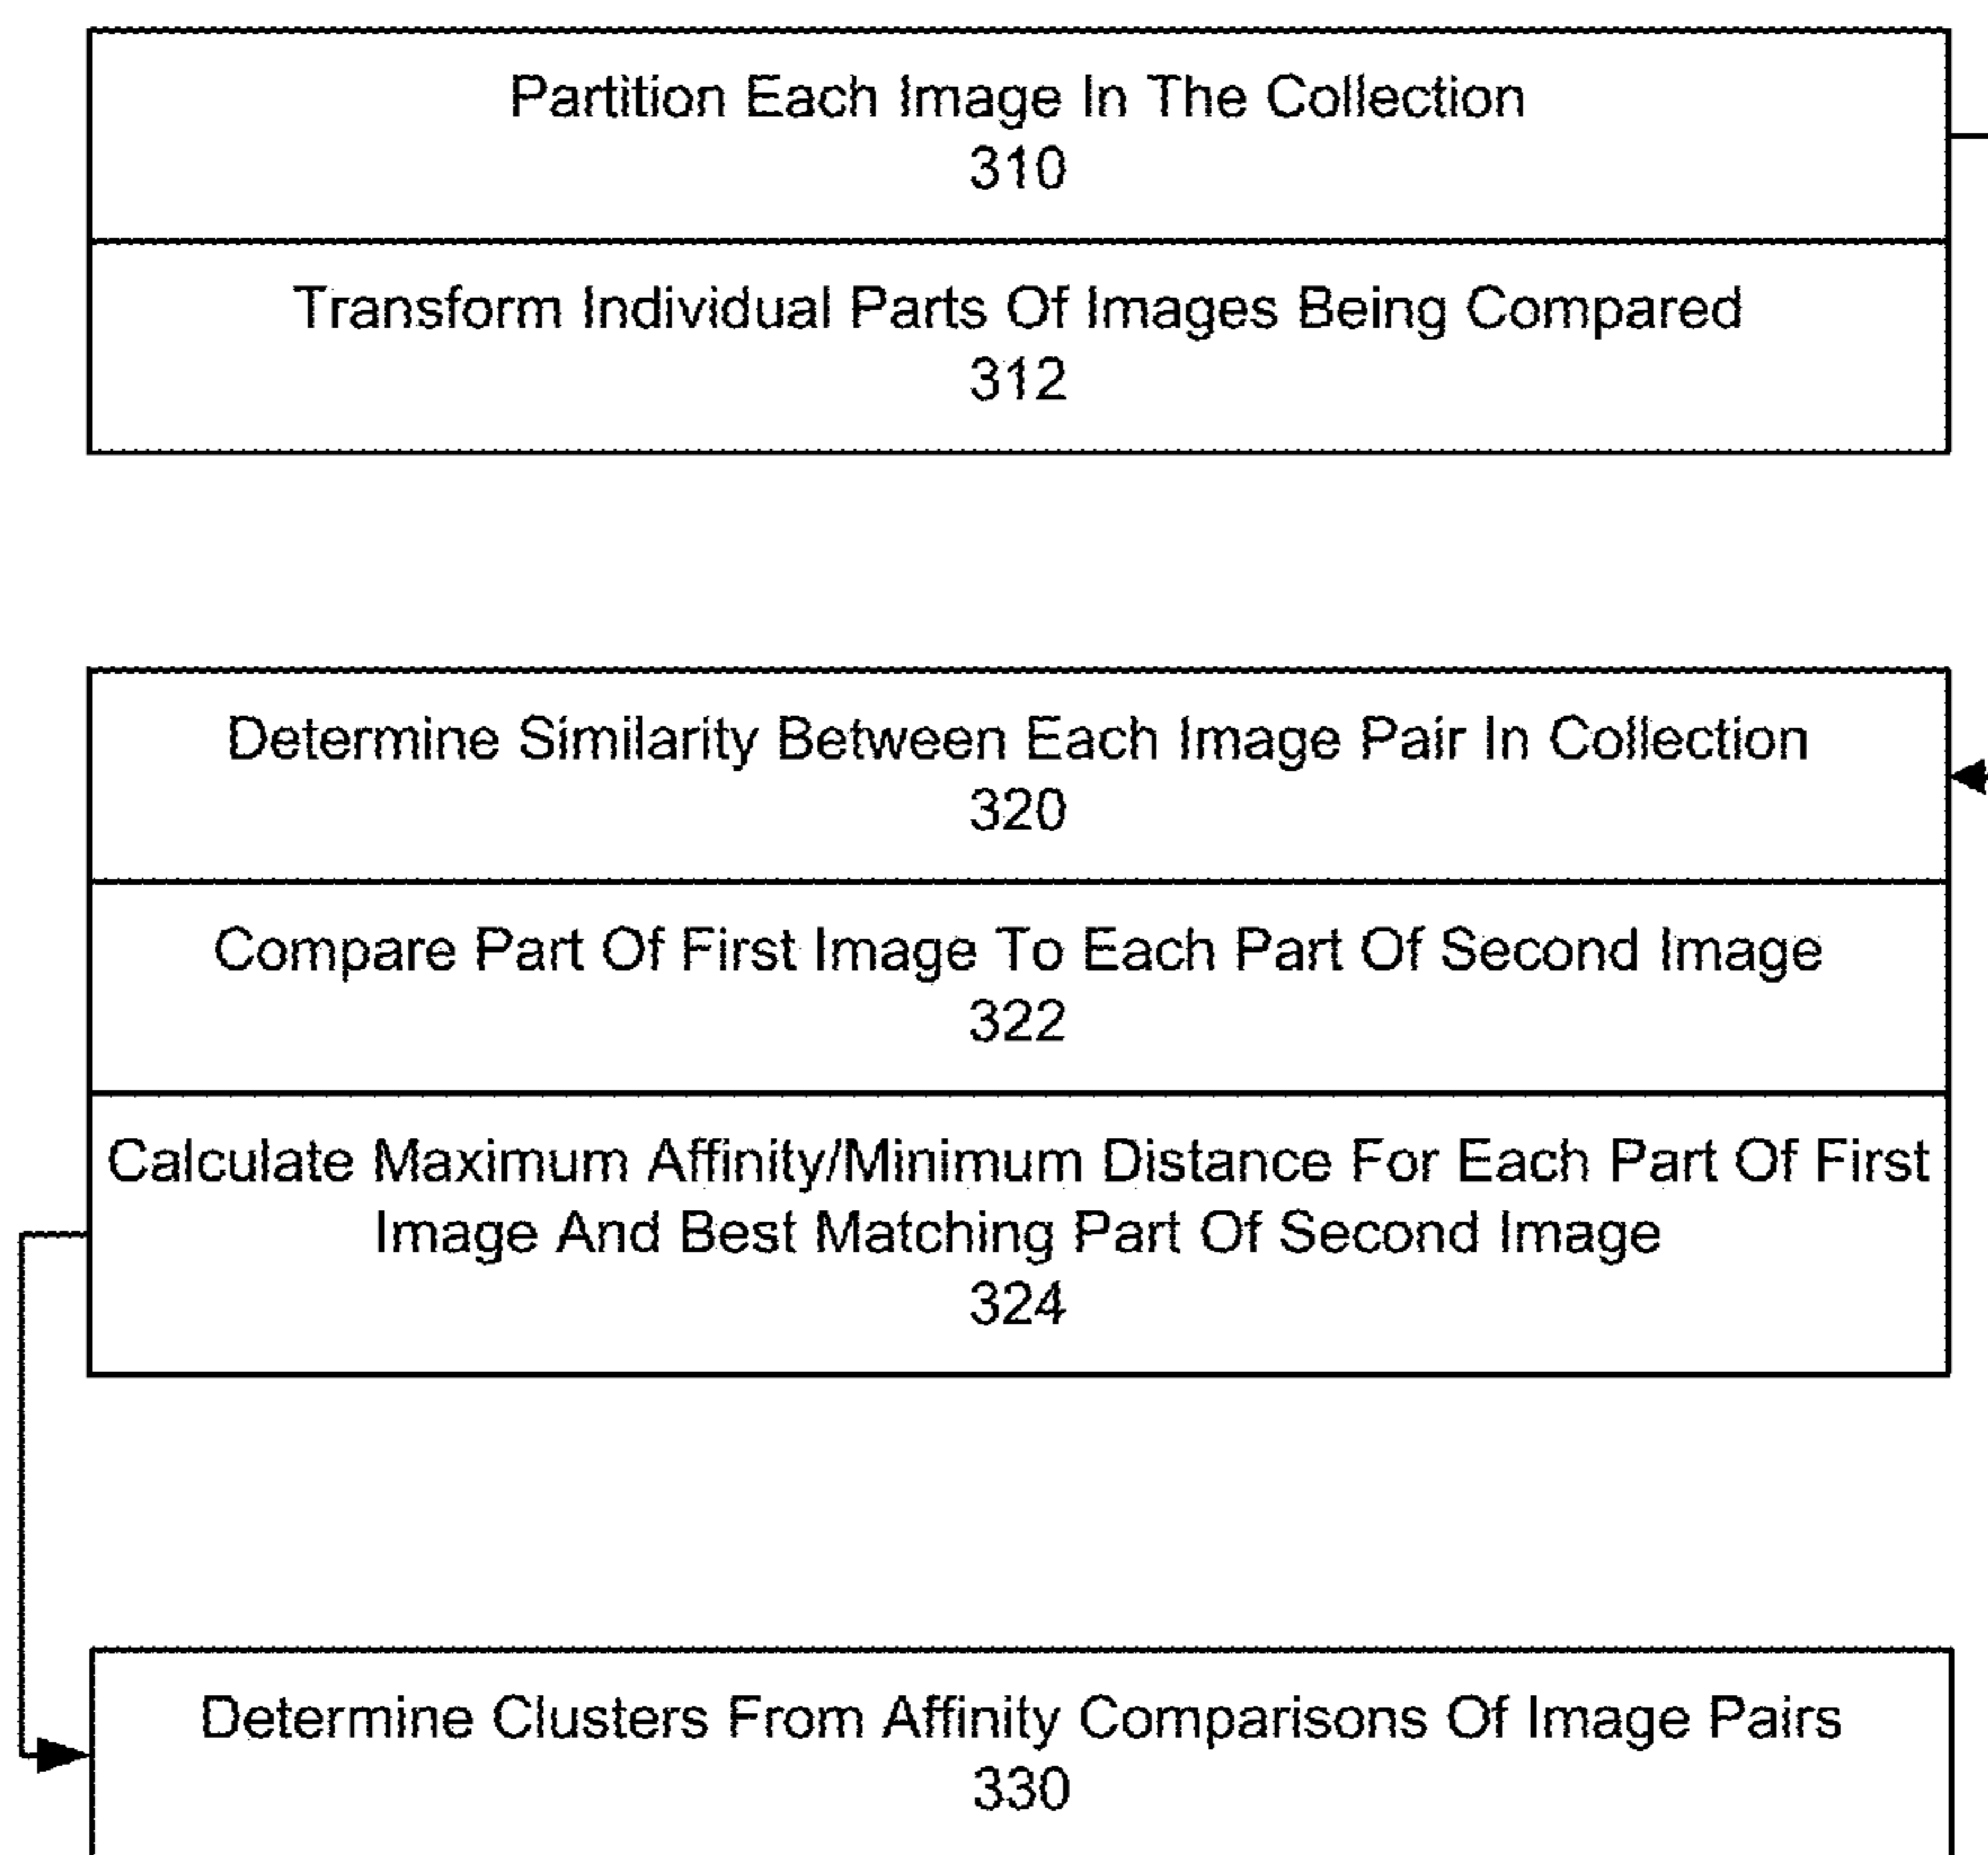 Partition Each Image In The Collection
310
Transform Individual Parts Of Images Being Compared
312
Determine Similarity Between Each Image Pair In Collection
320
Compare Part Of First Image To Each Part Of Second Image
322
Calculate Maximum Affinity/Minimum Distance For Each Part Of First
Image And Best Matching Part Of Second Image
324
Determine Clusters From Affinity Comparisons Of Image Pairs
330